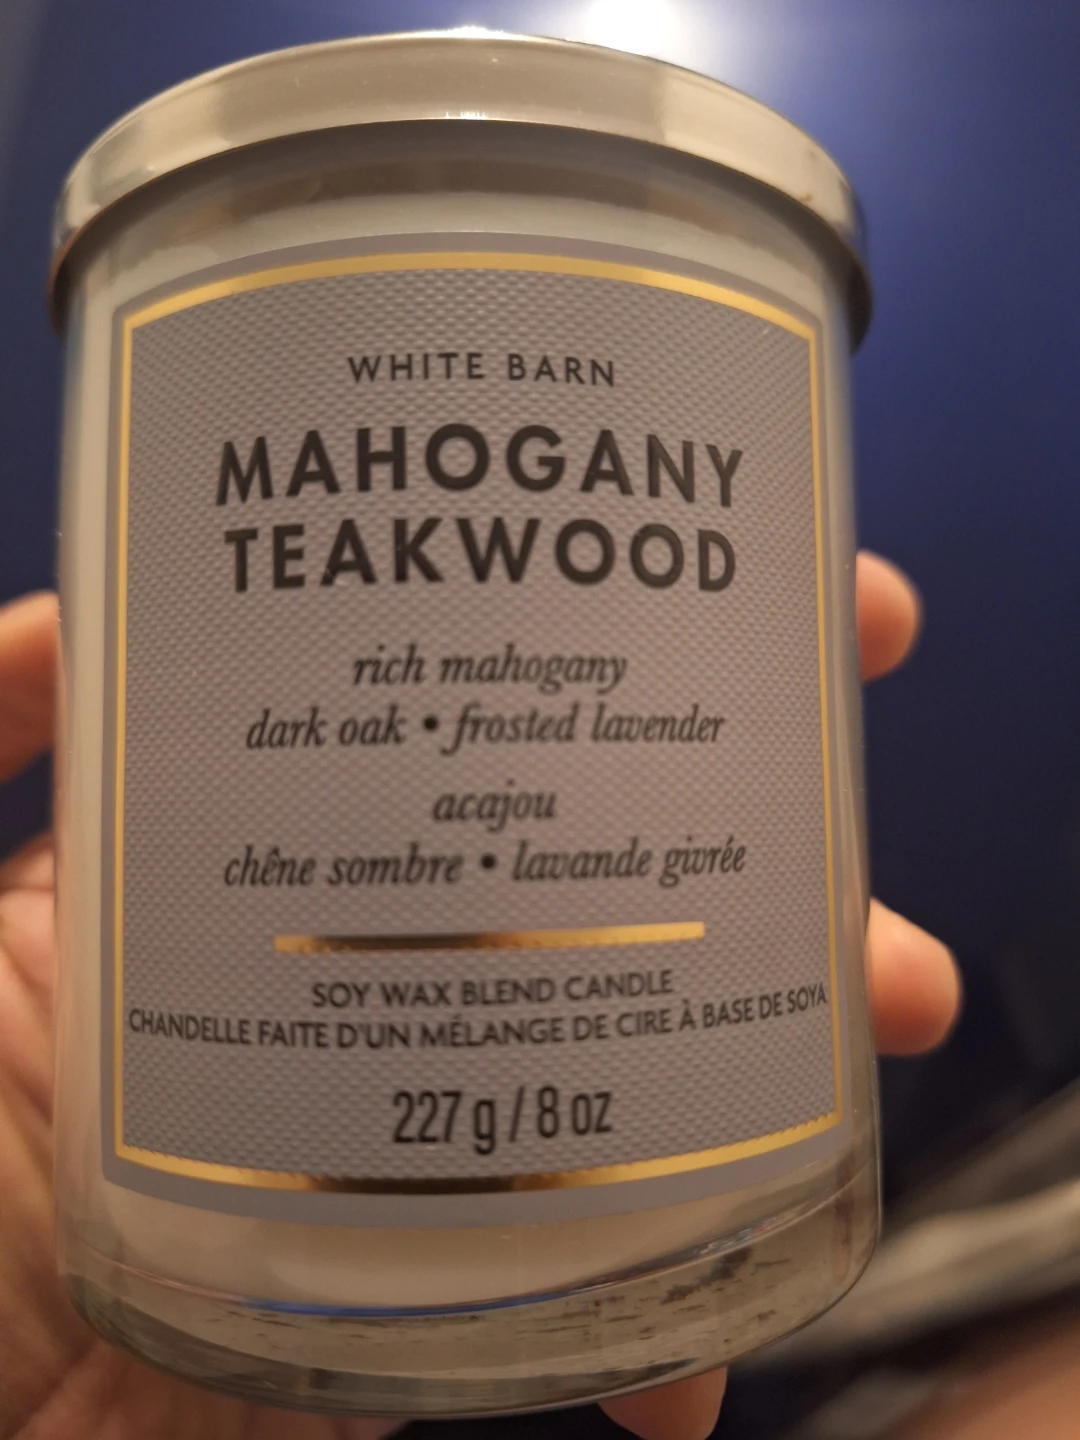 WHITE BARN
MAHOGANY
TEAKWOOD
rich mahogany
dark oak • frosted lavender
acajou
chêne sombre • lavande givrée
SOY WAX BLEND CANDLE
CHANDELLE FAITE D'UN MÉLANGE DE CIRE À BASE DE SOYA
227 g / 8 oz